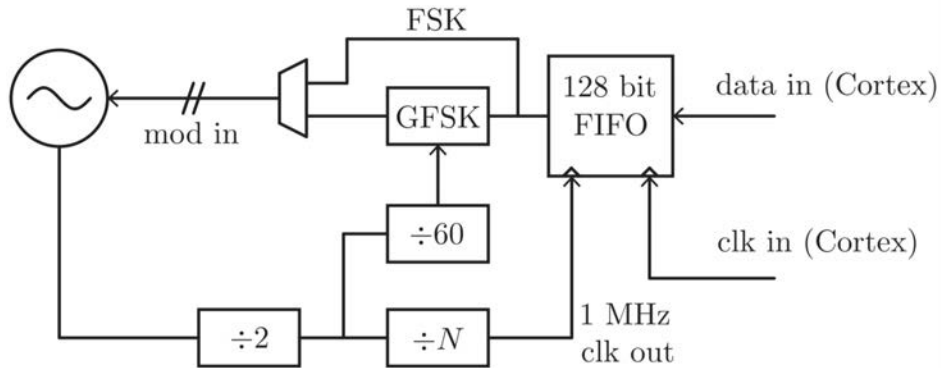 FSK
128 bit
FIFO
data in (Cortex)
GFSK
mod in
÷60
clk in (Cortex)
1 MHz
clk out
÷2
÷N